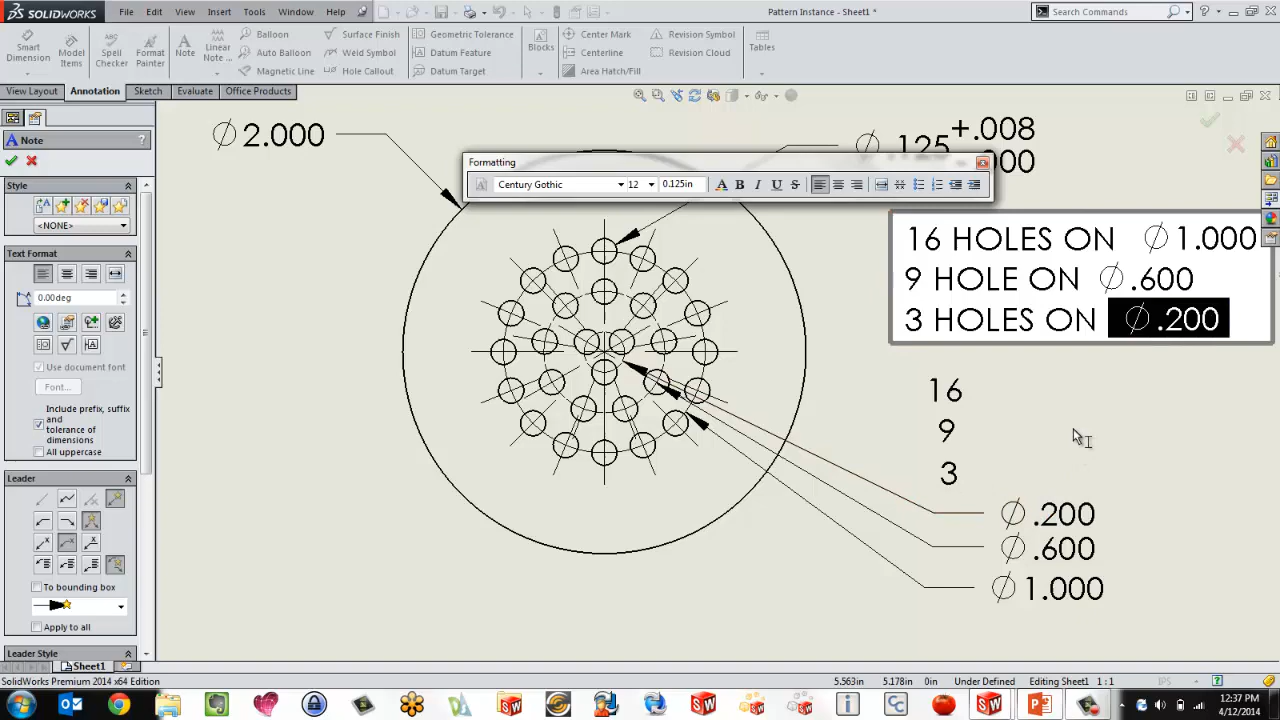 SOLIDWORKS
File Edit View Insert Tools Window Help
Pattern Instance - Sheet1 *
Search Commands
Smart Dimension
Model Items
Spell Checker
Format Painter
Note
Linear Note ...
Balloon
Auto Balloon
Magnetic Line
Surface Finish
Weld Symbol
Hole Callout
Geometric Tolerance
Datum Feature
Datum Target
Blocks
Center Mark
Centerline
Area Hatch/Fill
Revision Symbol
Revision Cloud
Tables
View Layout Annotation Sketch Evaluate Office Products
Note ?
Style
<NONE>
Text Format
0.00deg
Use document font
Font...
Include prefix, suffix and tolerance of dimensions
All uppercase
Leader
To bounding box
Apply to all
Leader Style
∅ 2.000
∅ .125 +.008
.000
Formatting
Century Gothic 12 0.125in A B I U S
16 HOLES ON ∅ 1.000
9 HOLE ON ∅ .600
3 HOLES ON ∅ .200
16
9
3
∅ .200
∅ .600
∅ 1.000
Sheet1
SolidWorks Premium 2014 x64 Edition
5.563in 5.178in 0in Under Defined Editing Sheet1 1 : 1 IPS
12:37 PM
4/12/2014